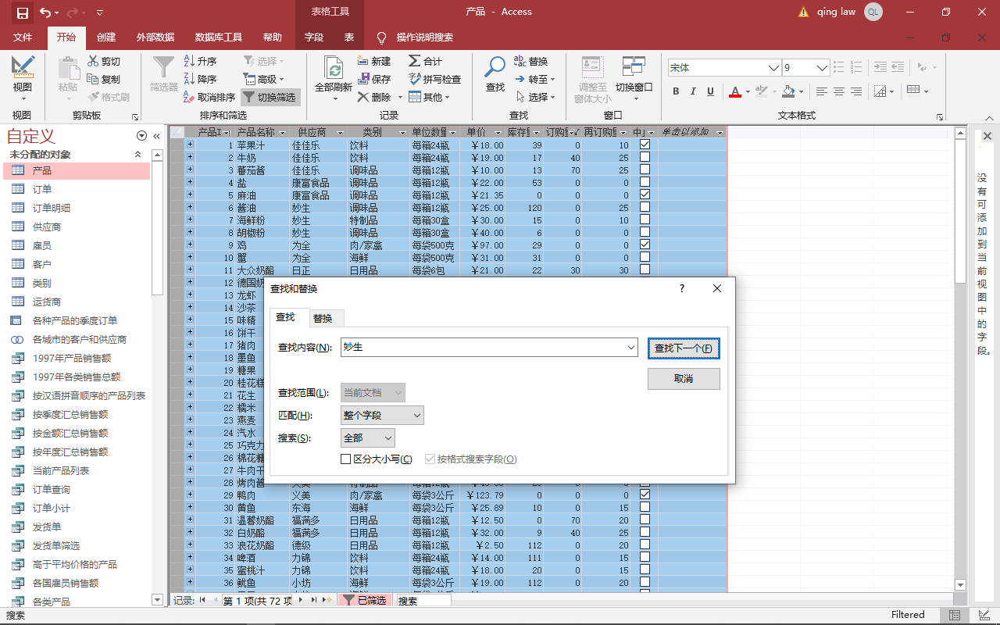 表格工具
产品 - Access
qing law
QL
文件 开始 创建 外部数据 数据库工具 帮助 字段 表 操作说明搜索
视图
粘贴
剪切
复制
格式刷
筛选器
升序
降序
取消排序
选择
高级
切换筛选
全部刷新
新建
保存
删除
合计
拼写检查
其他
查找
替换
转至
选择
调整至
窗体大小
切换窗口
宋体 9
B I U A
视图 剪贴板 排序和筛选 记录 查找 窗口 文本格式
自定义
未分配的对象
产品
订单
订单明细
供应商
雇员
客户
类别
运货商
各种产品的季度订单
各城市的客户和供应商
1997年产品销售额
1997年各类销售总额
按汉语拼音顺序的产品列表
按季度汇总销售额
按金额汇总销售额
按年度汇总销售额
当前产品列表
订单查询
订单小计
发货单
发货单筛选
高于平均价格的产品
各国雇员销售额
各类产品
产品I 产品名称 供应商 类别 单位数量 单价 库存量 订购量 再订购量 中 单击以添加
1 苹果汁 佳佳乐 饮料 每箱24瓶 ￥18.00 39 0 10
2 牛奶 佳佳乐 饮料 每箱24瓶 ￥19.00 17 40 25
3 蕃茄酱 佳佳乐 调味品 每箱12瓶 ￥10.00 13 70 25
4 盐 康富食品 调味品 每箱12瓶 ￥22.00 53 0 0
5 麻油 康富食品 调味品 每箱12瓶 ￥21.35 0 0 0
6 酱油 妙生 调味品 每箱12瓶 ￥25.00 120 0 25
7 海鲜粉 妙生 特制品 每箱30盒 ￥30.00 15 0 10
8 胡椒粉 妙生 调味品 每箱30盒 ￥40.00 6 0 0
9 鸡 为全 肉/家禽 每袋500克 ￥97.00 29 0 0
10 蟹 为全 海鲜 每袋500克 ￥31.00 31 0 0
11 大众奶酪 日正 日用品 每袋6包 ￥21.00 22 30 30
12 德国奶
13 龙虾
14 沙茶
15 味精
16 饼干
17 猪肉
18 墨鱼
19 糖果
20 桂花糕
21 花生
22 糯米
23 燕麦
24 汽水
25 巧克力
26 棉花糖
27 牛肉干
28 烤肉酱
29 鸭肉 义美 肉/家禽 每袋3公斤 ￥123.79 0 0 0
30 黄鱼 东海 海鲜 每袋3公斤 ￥25.89 10 0 15
31 温馨奶酪 福满多 日用品 每箱12瓶 ￥12.50 0 70 20
32 白奶酪 福满多 日用品 每箱12瓶 ￥32.00 9 40 25
33 浪花奶酪 德级 日用品 每箱12瓶 ￥2.50 112 0 20
34 啤酒 力锦 饮料 每箱24瓶 ￥14.00 111 0 15
35 蜜桃汁 力锦 饮料 每箱24瓶 ￥18.00 20 0 15
36 鱿鱼 小坊 海鲜 每袋3公斤 ￥19.00 112 0 20
查找和替换
?
查找 替换
查找内容(N): 妙生 查找下一个(F)
取消
查找范围(L): 当前文档
匹配(H): 整个字段
搜索(S): 全部
区分大小写(C) 按格式搜索字段(O)
没有可添加到当前视图中的字段。
记录: 第 1 项(共 72 项 已筛选 搜索
搜索 Filtered